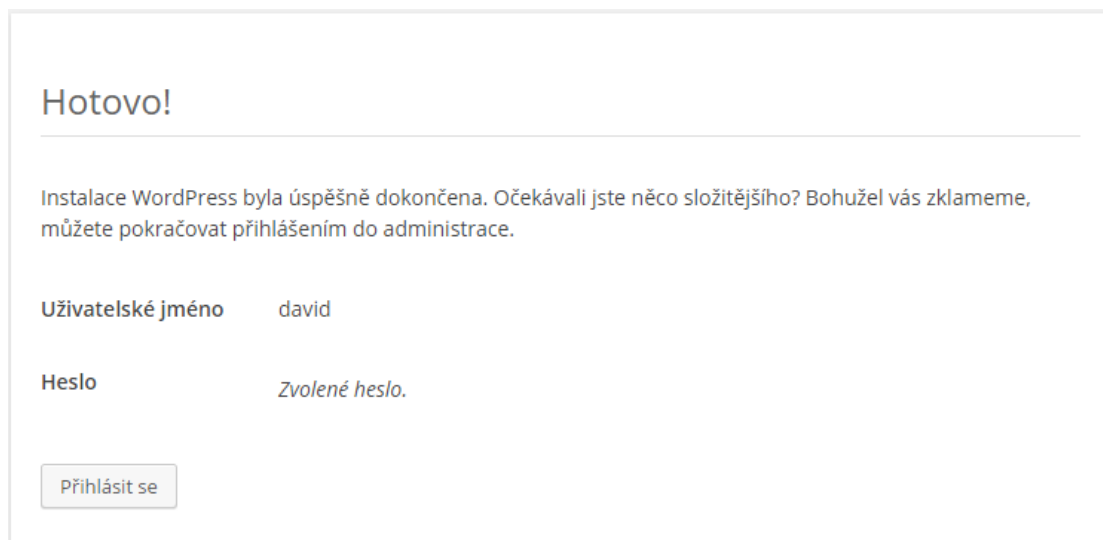 Hotovo!
Instalace WordPress byla úspěšně dokončena. Očekávali jste něco složitějšího? Bohužel vás zklameme,
můžete pokračovat přihlášením do administrace.
Uživatelské jméno david
Heslo Zvolené heslo.
Přihlásit se